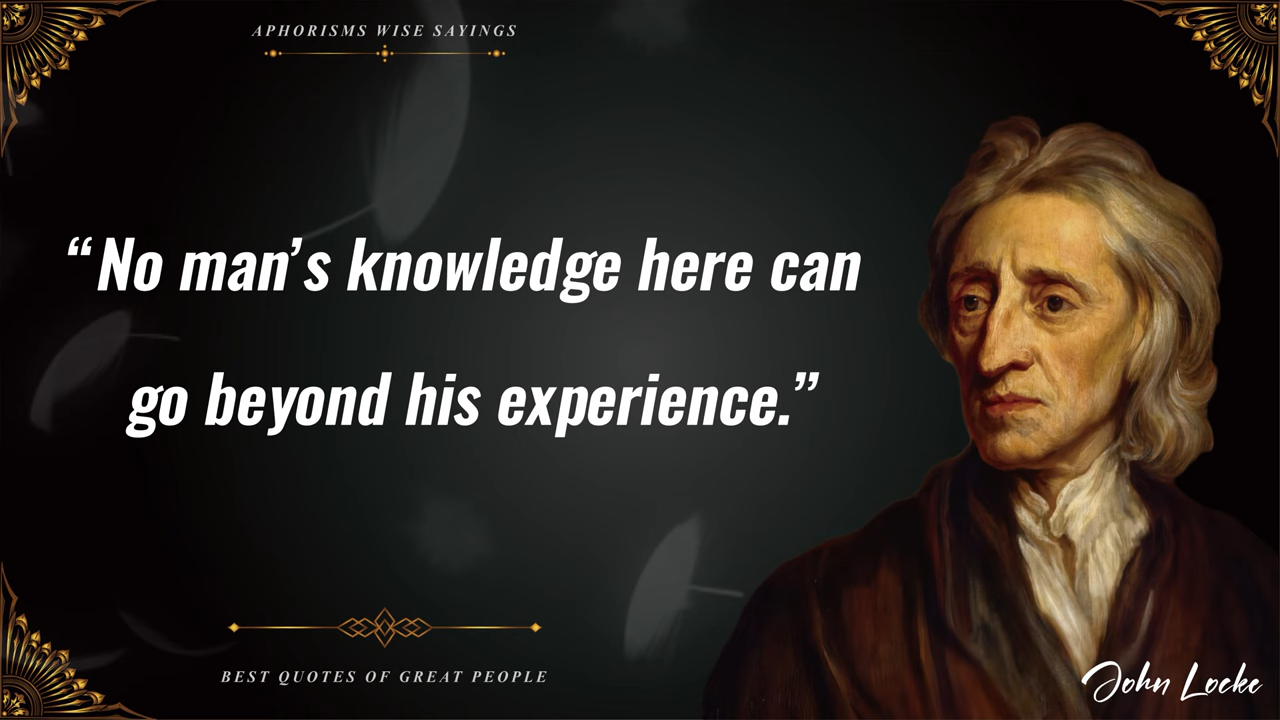 APHORISMS WISE SAYINGS
“No man’s knowledge here can
go beyond his experience.”
BEST QUOTES OF GREAT PEOPLE
John Locke